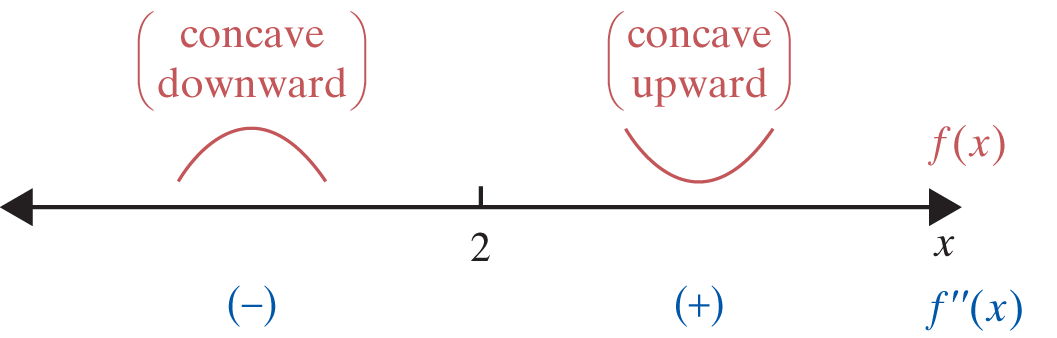 concave downward
concave upward
f(x)
2
x
(−)
(+)
f″(x)